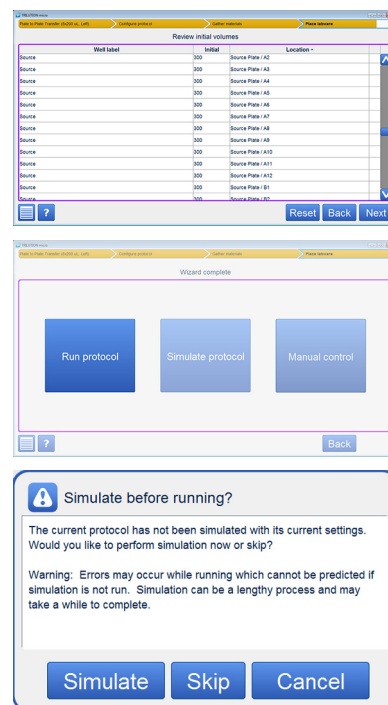 TRILUTION micro
Plate to Plate Transfer (8x300 uL, Left) Configure protocol Gather materials Place labware
Review initial volumes
Well label Initial Location
Source 300 Source Plate / A2
Source 300 Source Plate / A3
Source 300 Source Plate / A4
Source 300 Source Plate / A5
Source 300 Source Plate / A6
Source 300 Source Plate / A7
Source 300 Source Plate / A8
Source 300 Source Plate / A9
Source 300 Source Plate / A10
Source 300 Source Plate / A11
Source 300 Source Plate / A12
Source 300 Source Plate / B1
Source 300 Source Plate / B2
? Reset Back Next
TRILUTION micro
Plate to Plate Transfer (8x300 uL, Left) Configure protocol Gather materials Place labware
Wizard complete
Run protocol Simulate protocol Manual control
? Back
Simulate before running?
The current protocol has not been simulated with its current settings.
Would you like to perform simulation now or skip?
Warning: Errors may occur while running which cannot be predicted if
simulation is not run. Simulation can be a lengthy process and may
take a while to complete.
Simulate Skip Cancel